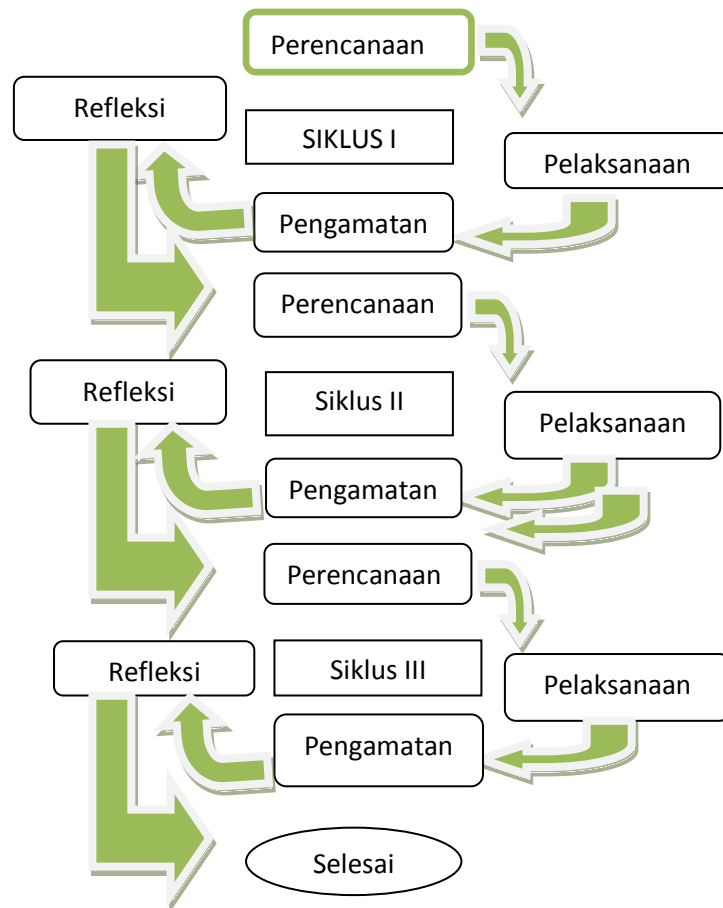 Perencanaan
Refleksi
SIKLUS I
Pelaksanaan
Pengamatan
Perencanaan
Refleksi
Siklus II
Pelaksanaan
Pengamatan
Perencanaan
Refleksi
Siklus III
Pelaksanaan
Pengamatan
Selesai